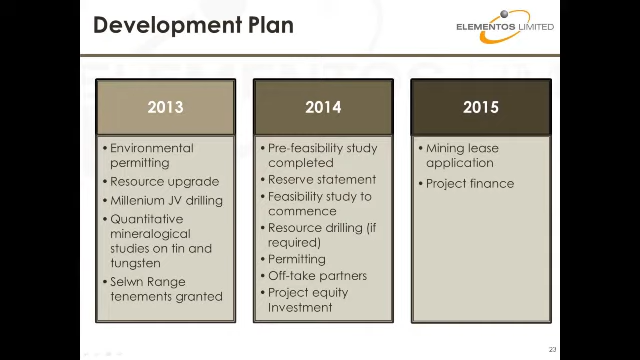 Development Plan
ELEMENTOS LIMITED
2013
• Environmental
permitting
• Resource upgrade
• Millenium JV drilling
• Quantitative
mineralogical
studies on tin and
tungsten
• Selwn Range
tenements granted
2014
• Pre-feasibility study
completed
• Reserve statement
• Feasibility study to
commence
• Resource drilling (if
required)
• Permitting
• Off-take partners
• Project equity
Investment
2015
• Mining lease
application
• Project finance
23